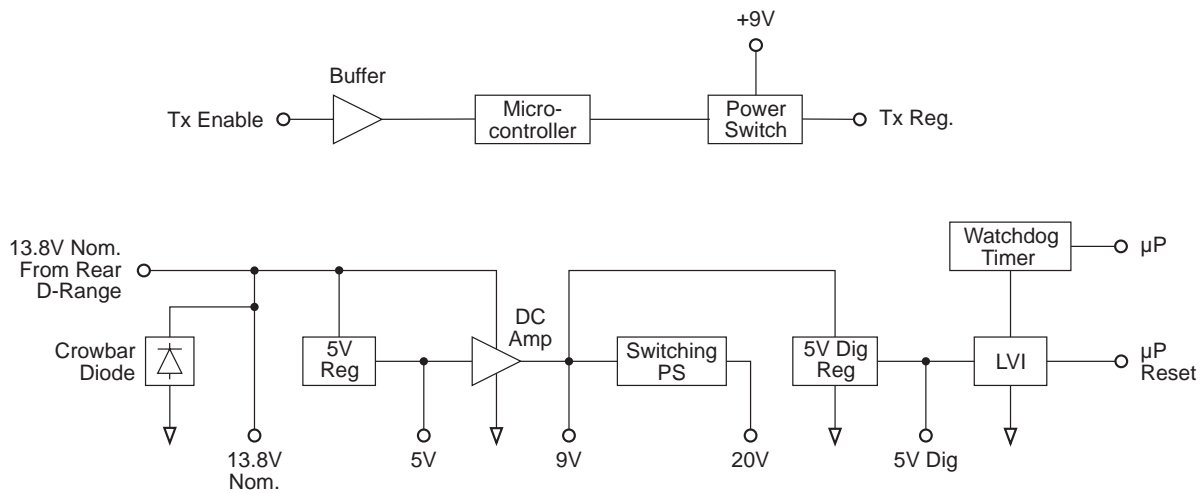 +9V
Buffer
Tx Enable
Micro-
controller
Power
Switch
Tx Reg.
13.8V Nom.
From Rear
D-Range
Watchdog
Timer
µP
Crowbar
Diode
5V
Reg
DC
Amp
Switching
PS
5V Dig
Reg
LVI
µP
Reset
13.8V
Nom.
5V
9V
20V
5V Dig